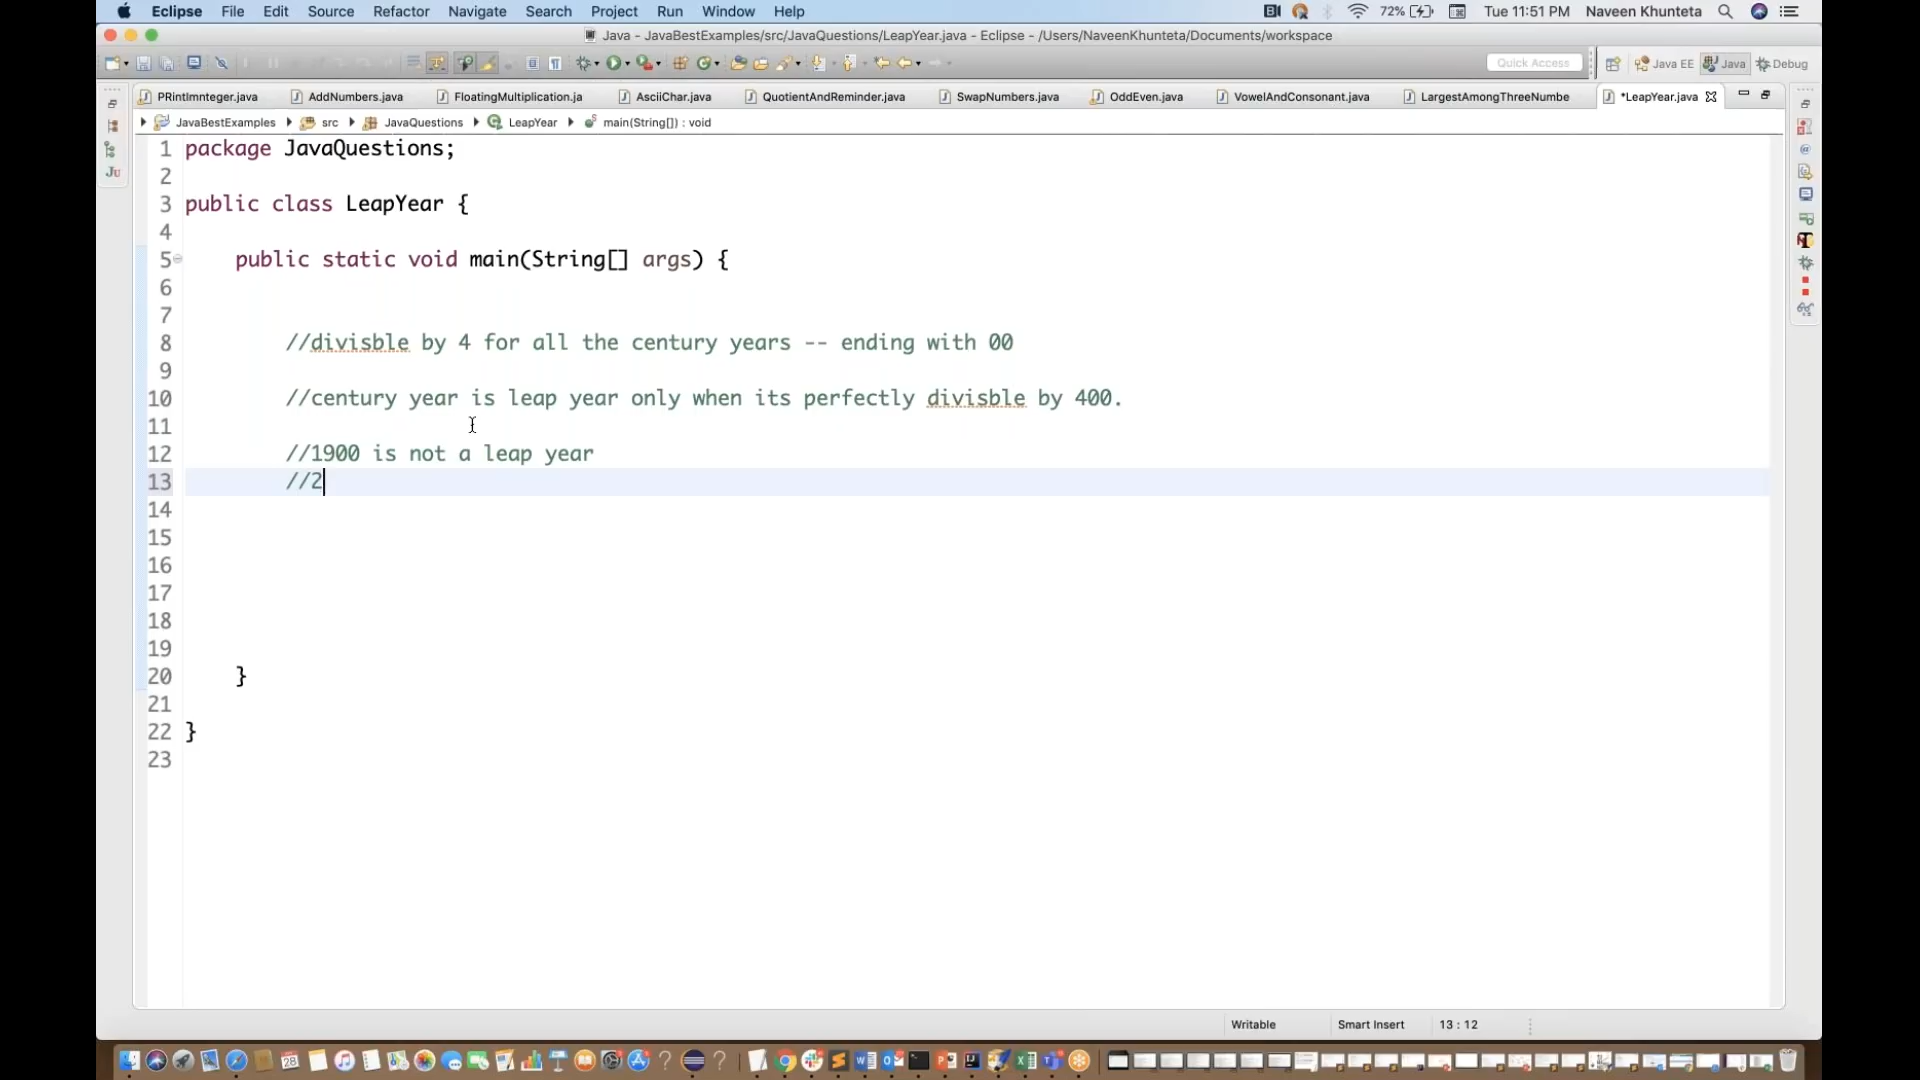 Eclipse File Edit Source Refactor Navigate Search Project Run Window Help 72% Tue 11:51 PM Naveen Khunteta
Java - JavaBestExamples/src/JavaQuestions/LeapYear.java - Eclipse - /Users/NaveenKhunteta/Documents/workspace
Quick Access Java EE Java Debug
PRintImnteger.java AddNumbers.java FloatingMultiplication.ja AsciiChar.java QuotientAndReminder.java SwapNumbers.java OddEven.java VowelAndConsonant.java LargestAmongThreeNumbe *LeapYear.java
JavaBestExamples src JavaQuestions LeapYear main(String[]) : void
1 package JavaQuestions;
2
3 public class LeapYear {
4
5 public static void main(String[] args) {
6
7
8 //divisble by 4 for all the century years -- ending with 00
9
10 //century year is leap year only when its perfectly divisble by 400.
11
12 //1900 is not a leap year
13 //2
14
15
16
17
18
19
20 }
21
22 }
23
Writable Smart Insert 13 : 12